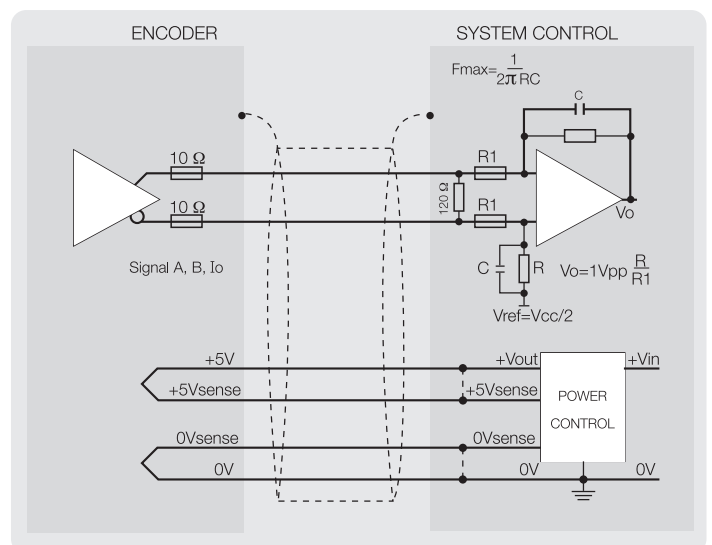 ENCODER
SYSTEM CONTROL
Fmax=1/2πRC
C
10 Ω
R1
120 Ω
10 Ω
R1
Vo
Signal A, B, Io
C
R
Vo=1Vpp R/R1
Vref=Vcc/2
+5V
+Vout
+Vin
+5Vsense
+5Vsense
POWER
CONTROL
0Vsense
0Vsense
0V
0V
0V